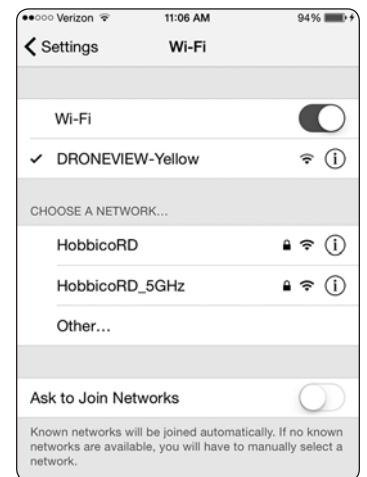 Verizon 11:06 AM 94%
Settings Wi-Fi
Wi-Fi
DRONEVIEW-Yellow
CHOOSE A NETWORK...
HobbicoRD
HobbicoRD_5GHz
Other...
Ask to Join Networks
Known networks will be joined automatically. If no known
networks are available, you will have to manually select a
network.